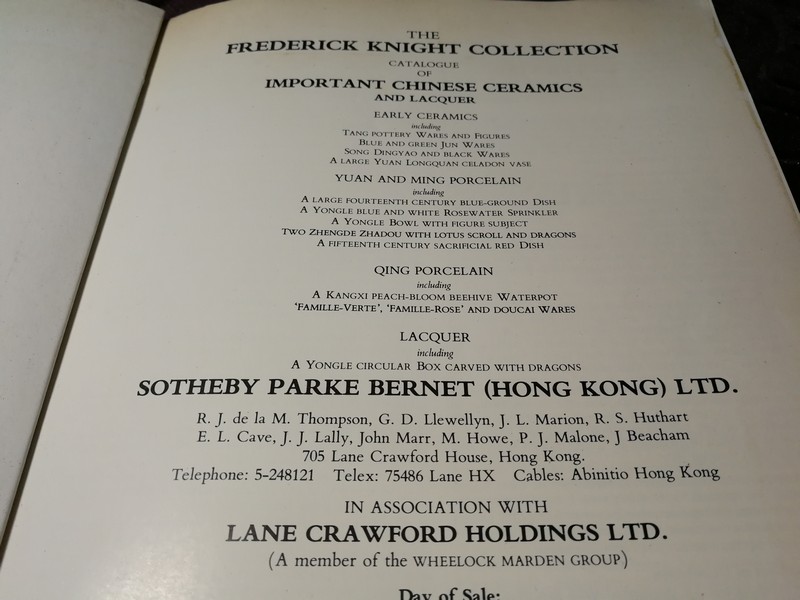 THE
FREDERICK KNIGHT COLLECTION
CATALOGUE
OF
IMPORTANT CHINESE CERAMICS
AND LACQUER
EARLY CERAMICS
including
TANG POTTERY WARES AND FIGURES
BLUE AND GREEN JUN WARES
SONG DINGYAO AND BLACK WARES
A LARGE YUAN LONGQUAN CELADON VASE
YUAN AND MING PORCELAIN
including
A LARGE FOURTEENTH CENTURY BLUE-GROUND DISH
A YONGLE BLUE AND WHITE ROSEWATER SPRINKLER
A YONGLE BOWL WITH FIGURE SUBJECT
TWO ZHENGDE ZHADOU WITH LOTUS SCROLL AND DRAGONS
A FIFTEENTH CENTURY SACRIFICIAL RED DISH
QING PORCELAIN
including
A KANGXI PEACH-BLOOM BEEHIVE WATERPOT
'FAMILLE-VERTE', 'FAMILLE-ROSE' AND DOUCAI WARES
LACQUER
including
A YONGLE CIRCULAR BOX CARVED WITH DRAGONS
SOTHEBY PARKE BERNET (HONG KONG) LTD.
R. J. de la M. Thompson, G. D. Llewellyn, J. L. Marion, R. S. Huthart
E. L. Cave, J. J. Lally, John Marr, M. Howe, P. J. Malone, J Beacham
705 Lane Crawford House, Hong Kong.
Telephone: 5-248121 Telex: 75486 Lane HX Cables: Abinitio Hong Kong
IN ASSOCIATION WITH
LANE CRAWFORD HOLDINGS LTD.
(A member of the WHEELOCK MARDEN GROUP)
Day of Sale: